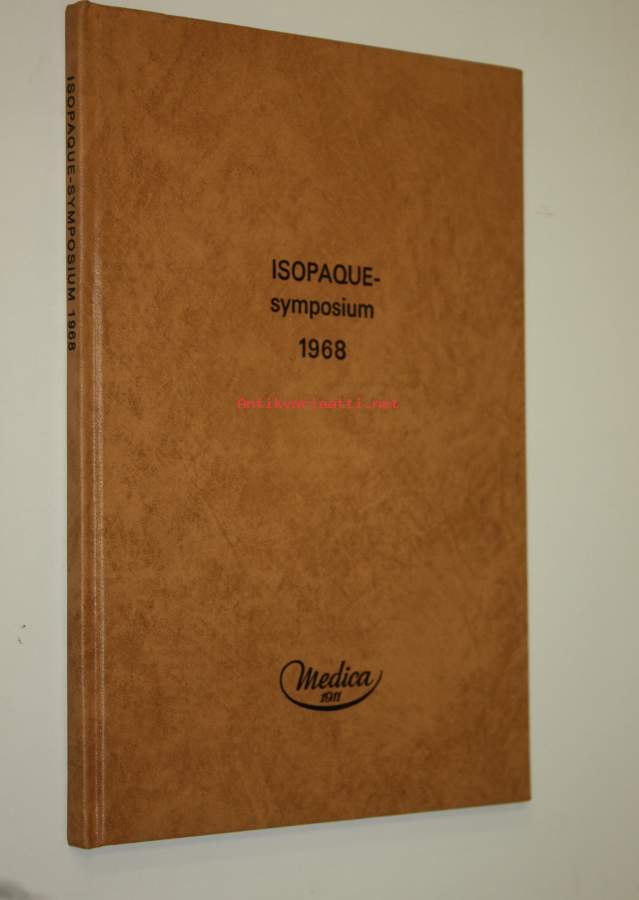 ISOPAQUE-SYMPOSIUM 1968
ISOPAQUE-
symposium
1968
Antikvariaatti.net
Medica
1911